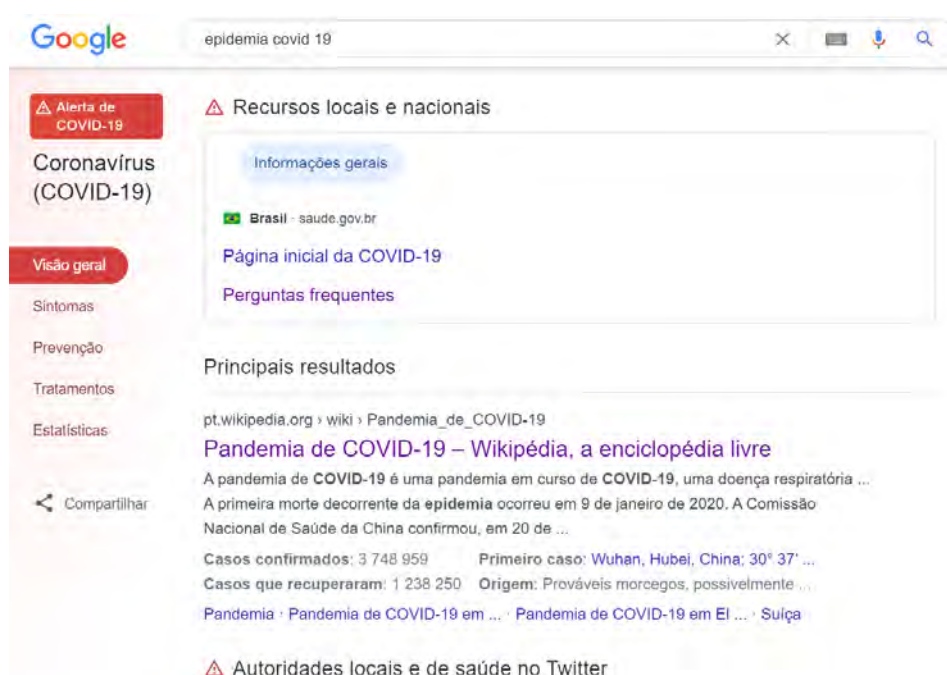 Google
epidemia covid 19
Alerta de
COVID-19
Coronavírus
(COVID-19)
Visão geral
Sintomas
Prevenção
Tratamentos
Estatísticas
Compartilhar
Recursos locais e nacionais
Informações gerais
Brasil · saude.gov.br
Página inicial da COVID-19
Perguntas frequentes
Principais resultados
pt.wikipedia.org › wiki › Pandemia_de_COVID-19
Pandemia de COVID-19 – Wikipédia, a enciclopédia livre
A pandemia de COVID-19 é uma pandemia em curso de COVID-19, uma doença respiratória ...
A primeira morte decorrente da epidemia ocorreu em 9 de janeiro de 2020. A Comissão
Nacional de Saúde da China confirmou, em 20 de ...
Casos confirmados: 3 748 959 Primeiro caso: Wuhan, Hubei, China; 30° 37' ...
Casos que recuperaram: 1 238 250 Origem: Prováveis morcegos, possivelmente ...
Pandemia · Pandemia de COVID-19 em ... · Pandemia de COVID-19 em El ... · Suíça
Autoridades locais e de saúde no Twitter